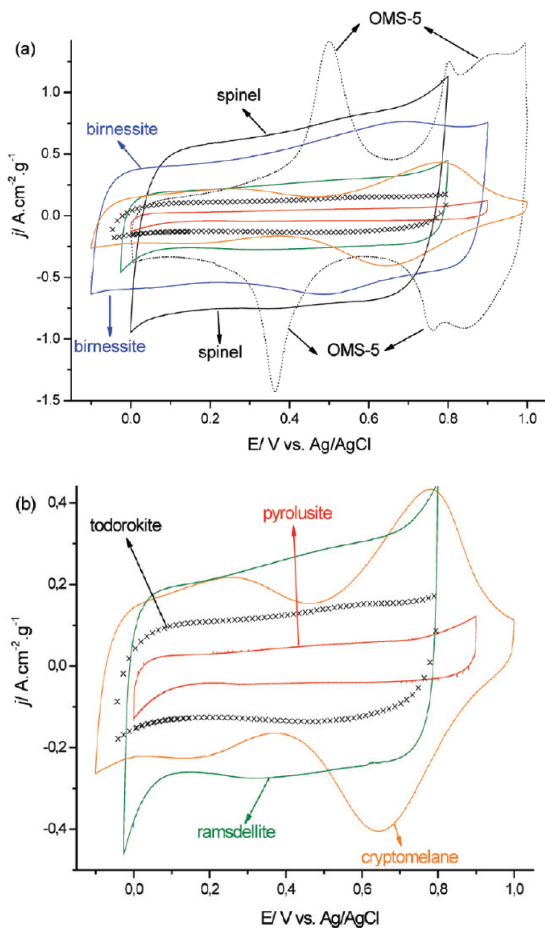 (a)
OMS-5
spinel
birnessite
j/ A.cm⁻².g⁻¹
1.0
0.5
0.0
-0.5
-1.0
-1.5
birnessite
spinel
OMS-5
0.0 0.2 0.4 0.6 0.8 1.0
E/ V vs. Ag/AgCl
(b)
0,4
0,2
0,0
-0,2
-0,4
j/ A.cm⁻².g⁻¹
todorokite
pyrolusite
ramsdellite
cryptomelane
0,0 0,2 0,4 0,6 0,8 1,0
E/ V vs. Ag/AgCl